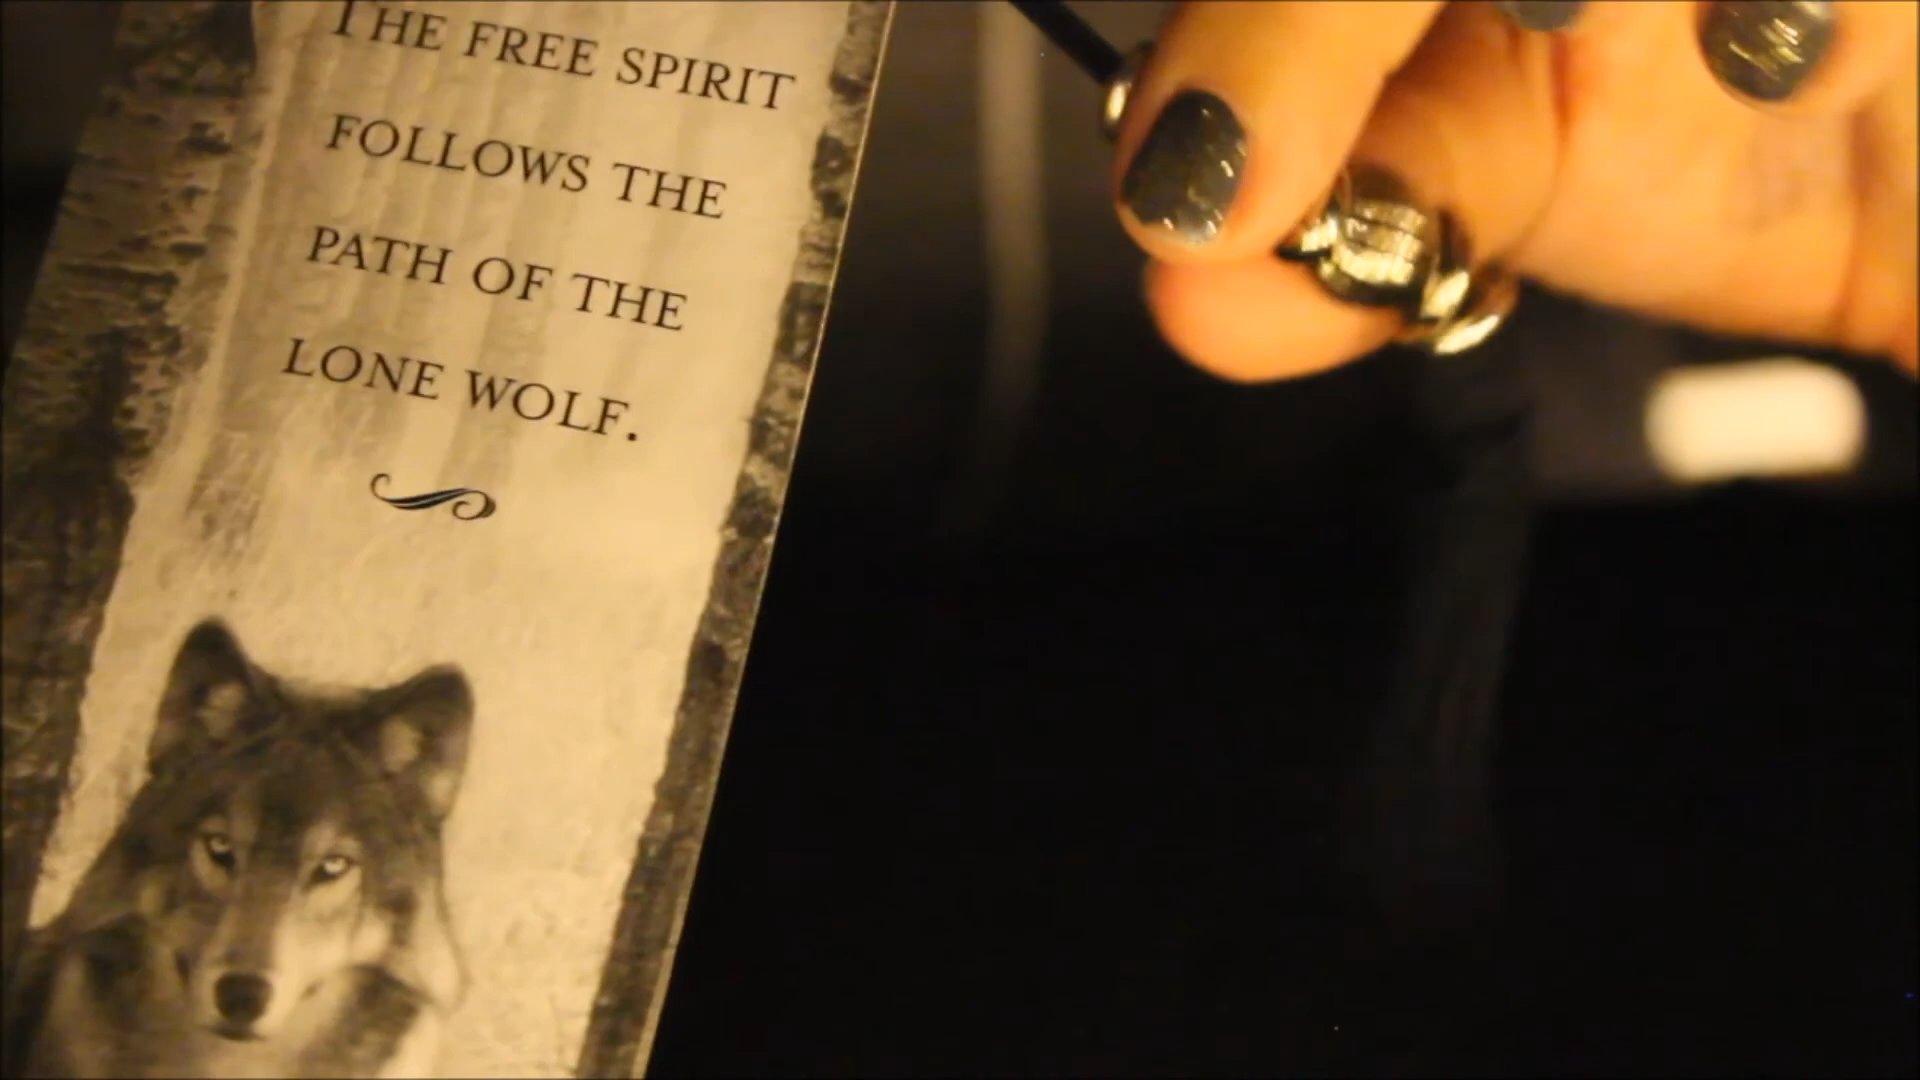 THE FREE SPIRIT
FOLLOWS THE
PATH OF THE
LONE WOLF.